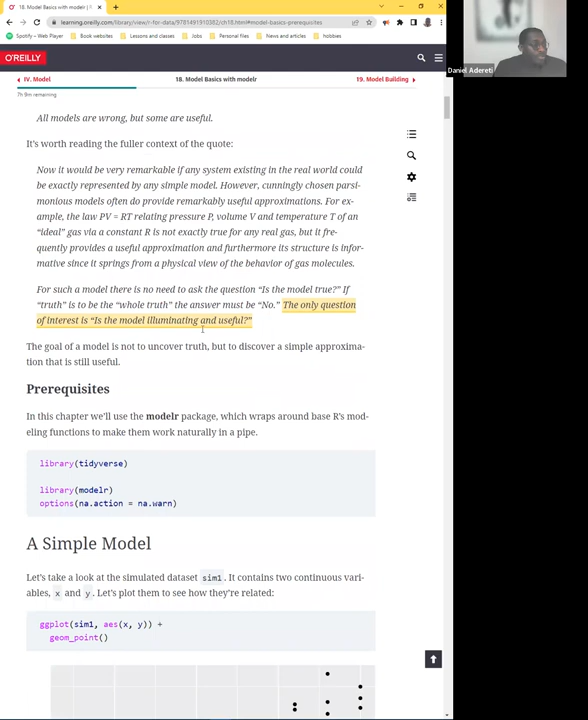 18. Model Basics with modelr | R
learning.oreilly.com/library/view/r-for-data/9781491910382/ch18.html#model-basics-prerequisites
Spotify – Web Player
Book websites
Lessons and classes
Jobs
Personal files
News and articles
hobbies
O'REILLY
Daniel Adereti
IV. Model
18. Model Basics with modelr
19. Model Building
7h 9m remaining
All models are wrong, but some are useful.
It's worth reading the fuller context of the quote:
Now it would be very remarkable if any system existing in the real world could
be exactly represented by any simple model. However, cunningly chosen parsi-
monious models often do provide remarkably useful approximations. For ex-
ample, the law PV = RT relating pressure P, volume V and temperature T of an
“ideal” gas via a constant R is not exactly true for any real gas, but it fre-
quently provides a useful approximation and furthermore its structure is infor-
mative since it springs from a physical view of the behavior of gas molecules.
For such a model there is no need to ask the question “Is the model true?” If
“truth” is to be the “whole truth” the answer must be “No.” The only question
of interest is “Is the model illuminating and useful?”
The goal of a model is not to uncover truth, but to discover a simple approxima-
tion that is still useful.
Prerequisites
In this chapter we'll use the modelr package, which wraps around base R's mod-
eling functions to make them work naturally in a pipe.
library(tidyverse)
library(modelr)
options(na.action = na.warn)
A Simple Model
Let's take a look at the simulated dataset sim1. It contains two continuous vari-
ables, x and y. Let's plot them to see how they're related:
ggplot(sim1, aes(x, y)) +
geom_point()